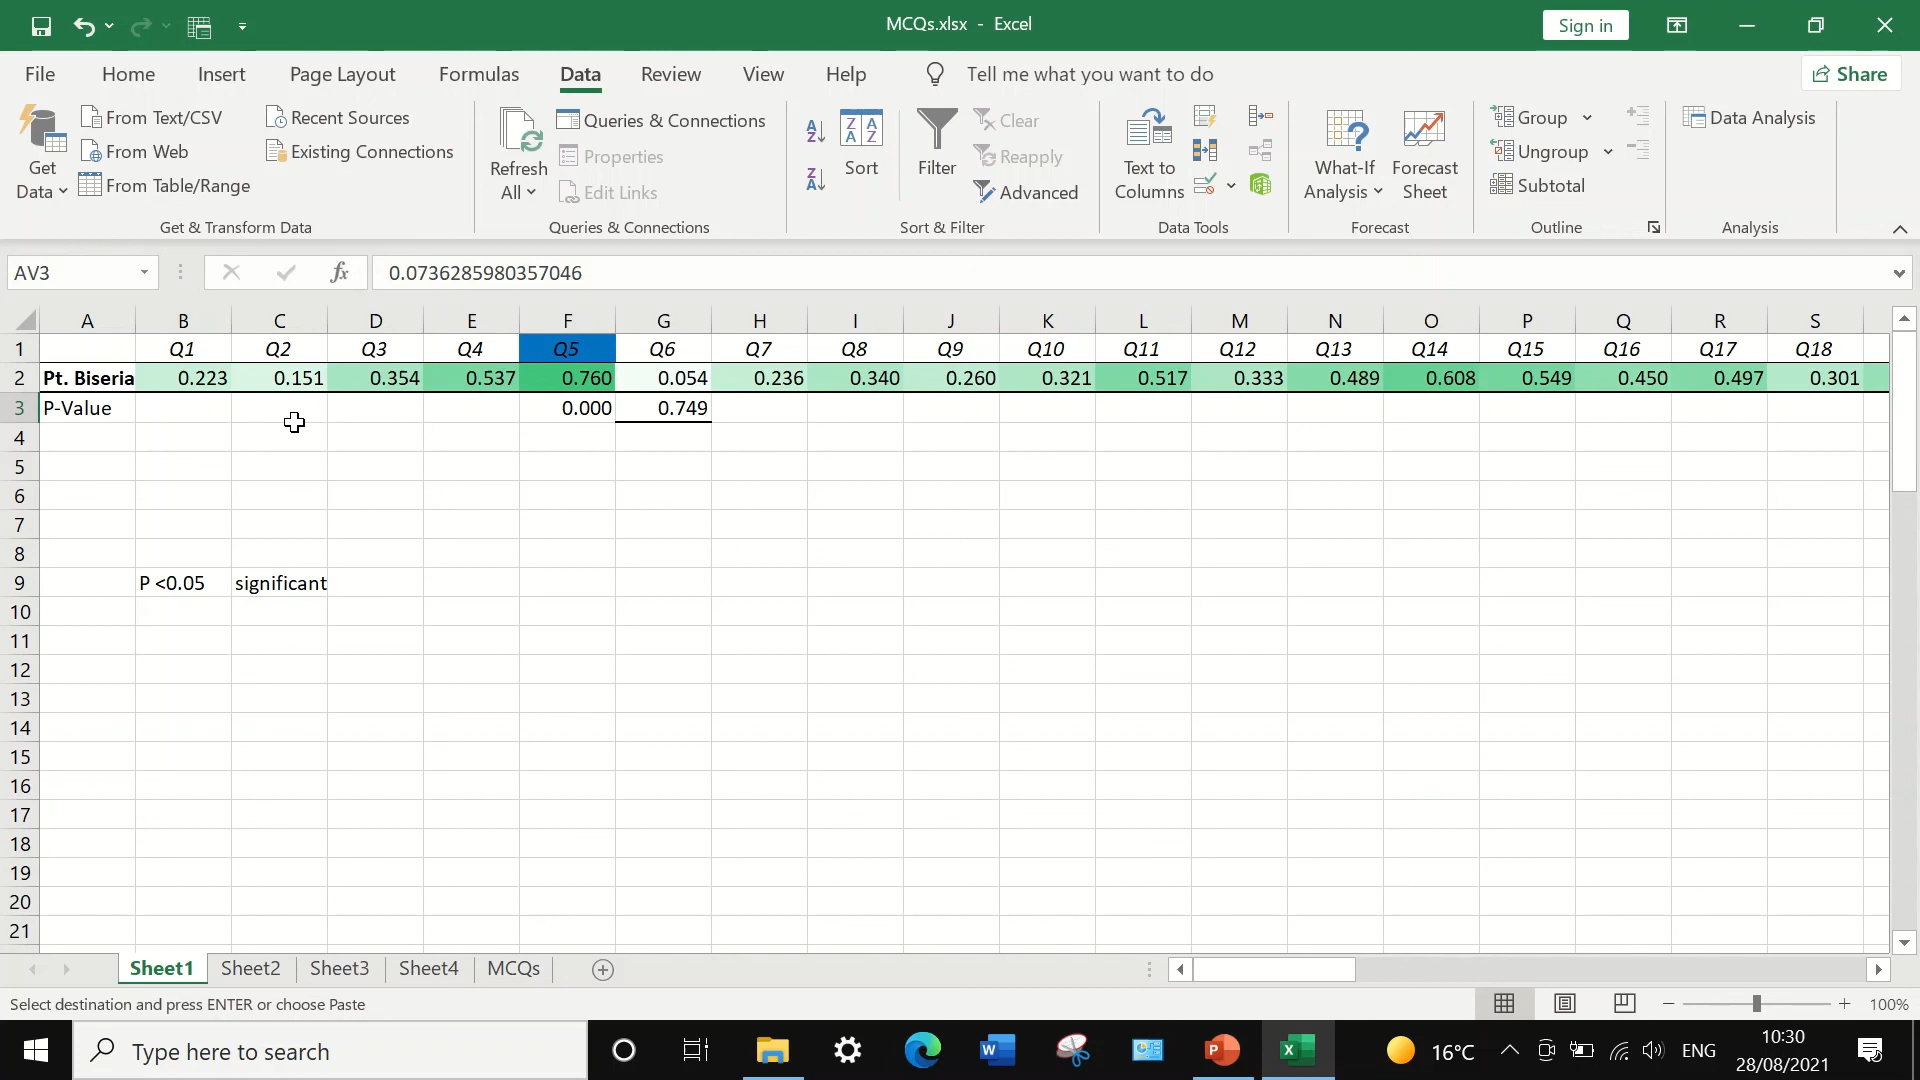 MCQs.xlsx - Excel
Sign in
File Home Insert Page Layout Formulas Data Review View Help Tell me what you want to do Share
Get Data
From Text/CSV
From Web
From Table/Range
Recent Sources
Existing Connections
Get & Transform Data
Refresh All
Queries & Connections
Properties
Edit Links
Queries & Connections
Sort
Filter
Clear
Reapply
Advanced
Sort & Filter
Text to Columns
Data Tools
What-If Analysis
Forecast Sheet
Forecast
Group
Ungroup
Subtotal
Outline
Data Analysis
Analysis
AV3 fx 0.0736285980357046
A B C D E F G H I J K L M N O P Q R S
1 Q1 Q2 Q3 Q4 Q5 Q6 Q7 Q8 Q9 Q10 Q11 Q12 Q13 Q14 Q15 Q16 Q17 Q18
2 Pt. Biseria 0.223 0.151 0.354 0.537 0.760 0.054 0.236 0.340 0.260 0.321 0.517 0.333 0.489 0.608 0.549 0.450 0.497 0.301
3 P-Value 0.000 0.749
4
5
6
7
8
9 P <0.05 significant
10
11
12
13
14
15
16
17
18
19
20
21
Sheet1 Sheet2 Sheet3 Sheet4 MCQs
Select destination and press ENTER or choose Paste
100%
Type here to search
16°C
ENG
10:30
28/08/2021